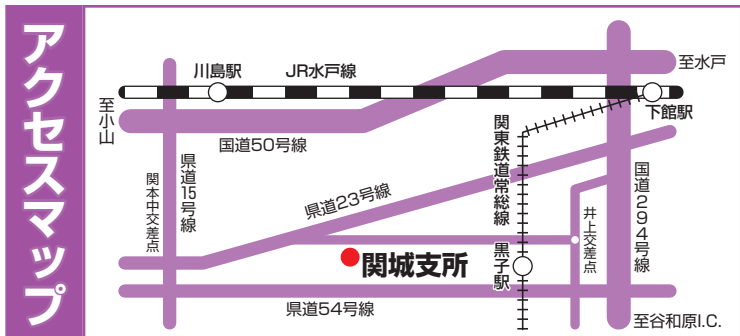 アクセスマップ
川島駅
JR水戸線
至水戸
至小山
下館駅
国道50号線
関東鉄道常総線
県道15号線
関本中交差点
県道23号線
国道294号線
井上交差点
関城支所
黒子駅
県道54号線
至谷和原I.C.